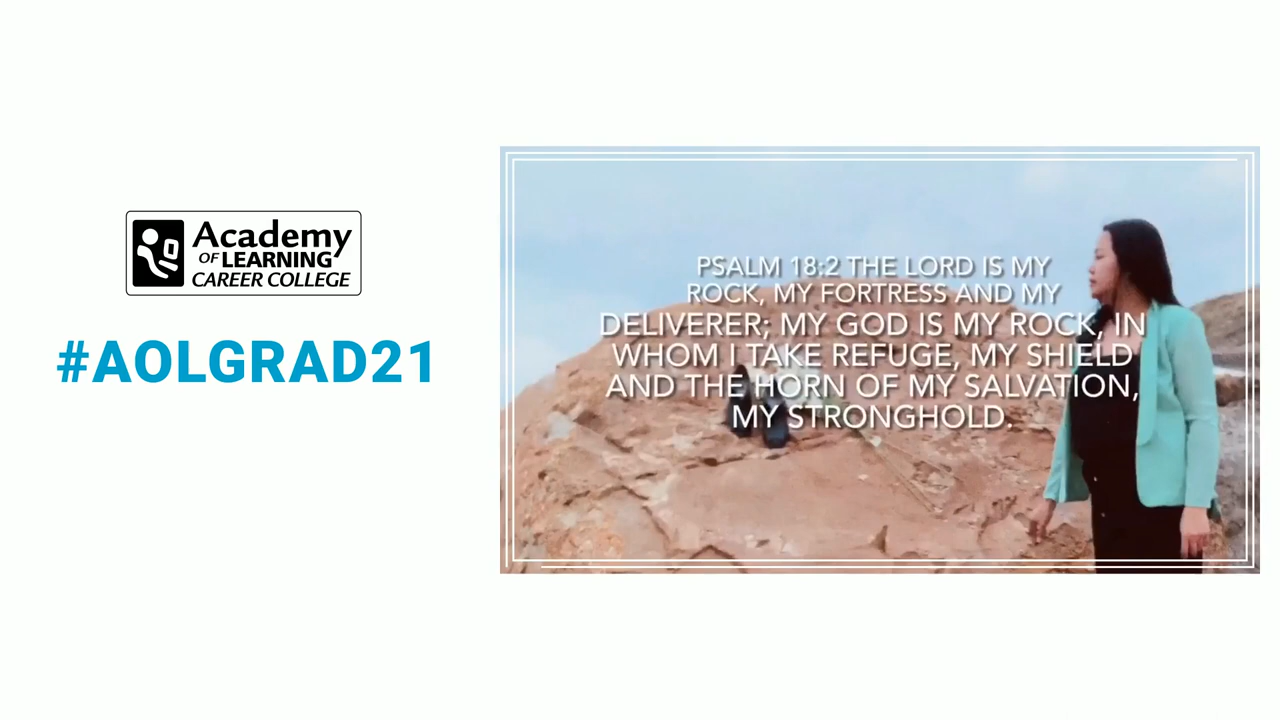 Academy
OF LEARNING
CAREER COLLEGE
#AOLGRAD21
PSALM 18:2 THE LORD IS MY
ROCK, MY FORTRESS AND MY
DELIVERER; MY GOD IS MY ROCK, IN
WHOM I TAKE REFUGE, MY SHIELD
AND THE HORN OF MY SALVATION,
MY STRONGHOLD.